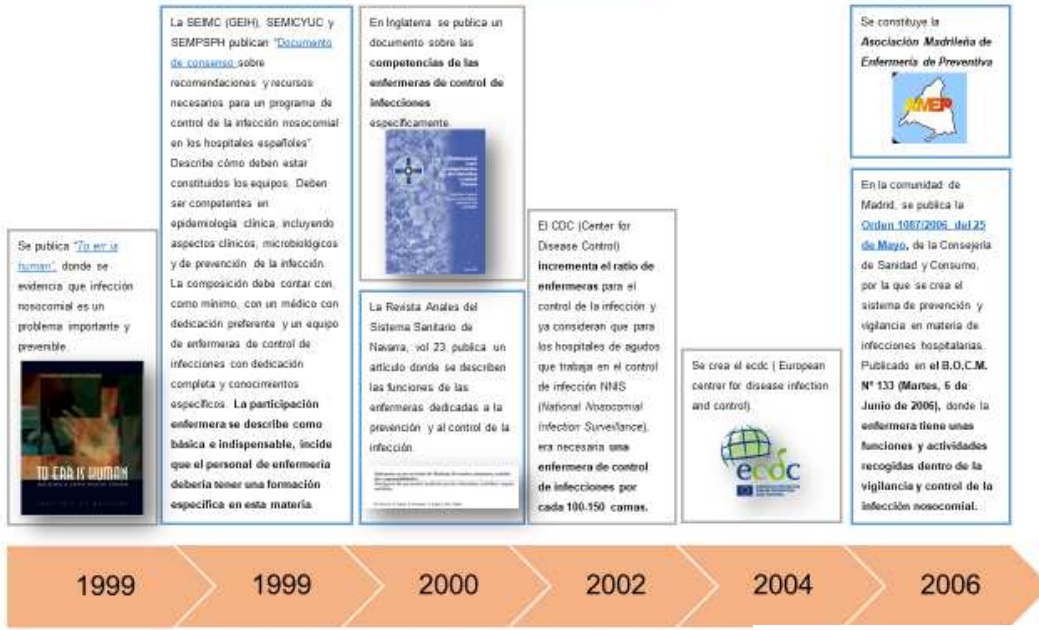 Se publica "To err is
human", donde se
evidencia que infección
nosocomial es un
problema importante y
prevenible.
TO ERR IS HUMAN
La SEIMC (GEIH), SEMICYUC y
SEMPSPH publican "Documento
de consenso sobre
recomendaciones y recursos
necesarios para un programa de
control de la infección nosocomial
en los hospitales españoles".
Describe cómo deben estar
constituidos los equipos. Deben
ser competentes en
epidemiología clínica, incluyendo
aspectos clínicos, microbiológicos
y de prevención de la infección.
La composición debe contar con,
como mínimo, con un médico con
dedicación preferente y un equipo
de enfermeras de control de
infecciones con dedicación
completa y conocimientos
específicos. La participación
enfermera se describe como
básica e indispensable, incide
que el personal de enfermería
debería tener una formación
específica en esta materia.
En Inglaterra se publica un
documento sobre las
competencias de las
enfermeras de control de
infecciones
específicamente.
La Revista Anales del
Sistema Sanitario de
Navarra, vol 23, publica un
artículo donde se describen
las funciones de las
enfermeras dedicadas a la
prevención y al control de la
infección.
El CDC (Center for
Disease Control)
incrementa el ratio de
enfermeras para el
control de la infección y
ya consideran que para
los hospitales de agudos
que trabaja en el control
de infección NNIS
(National Nosocomial
Infection Surveillance),
era necesaria una
enfermera de control
de infecciones por
cada 100-150 camas.
Se crea el ecdc ( European
centrer for disease infection
and control).
ecdc
Se constituye la
Asociación Madrileña de
Enfermería de Preventiva
AMEP
En la comunidad de
Madrid, se publica la
Orden 1087/2006, del 25
de Mayo, de la Consejería
de Sanidad y Consumo,
por la que se crea el
sistema de prevención y
vigilancia en materia de
infecciones hospitalarias.
Publicado en el B.O.C.M.
Nº 133 (Martes, 6 de
Junio de 2006), donde la
enfermera tiene unas
funciones y actividades
recogidas dentro de la
vigilancia y control de la
infección nosocomial.
1999
1999
2000
2002
2004
2006